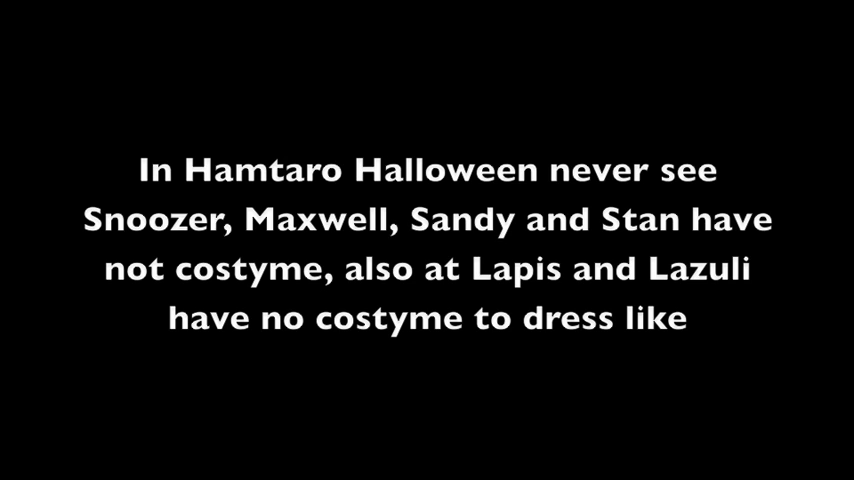 In Hamtaro Halloween never see
Snoozer, Maxwell, Sandy and Stan have
not costyme, also at Lapis and Lazuli
have no costyme to dress like